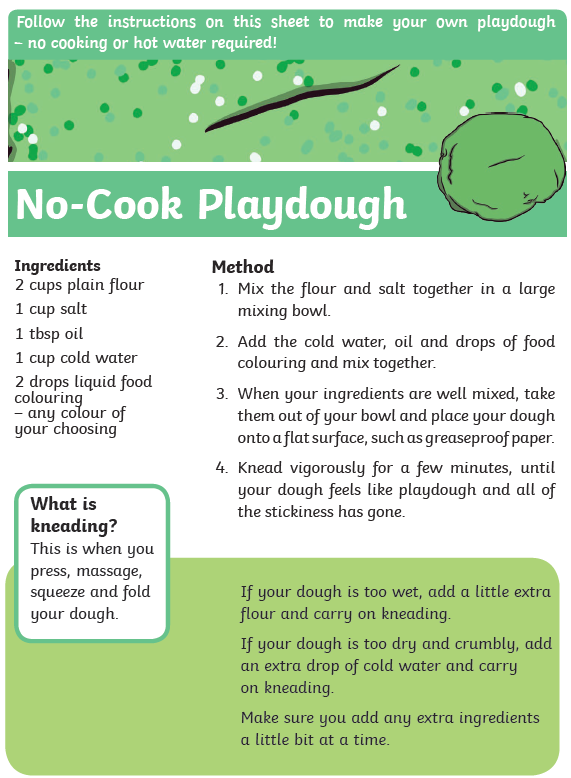 Follow the instructions on this sheet to make your own playdough
– no cooking or hot water required!
No-Cook Playdough
Ingredients
2 cups plain flour
1 cup salt
1 tbsp oil
1 cup cold water
2 drops liquid food
colouring
– any colour of
your choosing
Method
1. Mix the flour and salt together in a large
mixing bowl.
2. Add the cold water, oil and drops of food
colouring and mix together.
3. When your ingredients are well mixed, take
them out of your bowl and place your dough
onto a flat surface, such as greaseproof paper.
4. Knead vigorously for a few minutes, until
your dough feels like playdough and all of
the stickiness has gone.
What is
kneading?
This is when you
press, massage,
squeeze and fold
your dough.
If your dough is too wet, add a little extra
flour and carry on kneading.
If your dough is too dry and crumbly, add
an extra drop of cold water and carry
on kneading.
Make sure you add any extra ingredients
a little bit at a time.